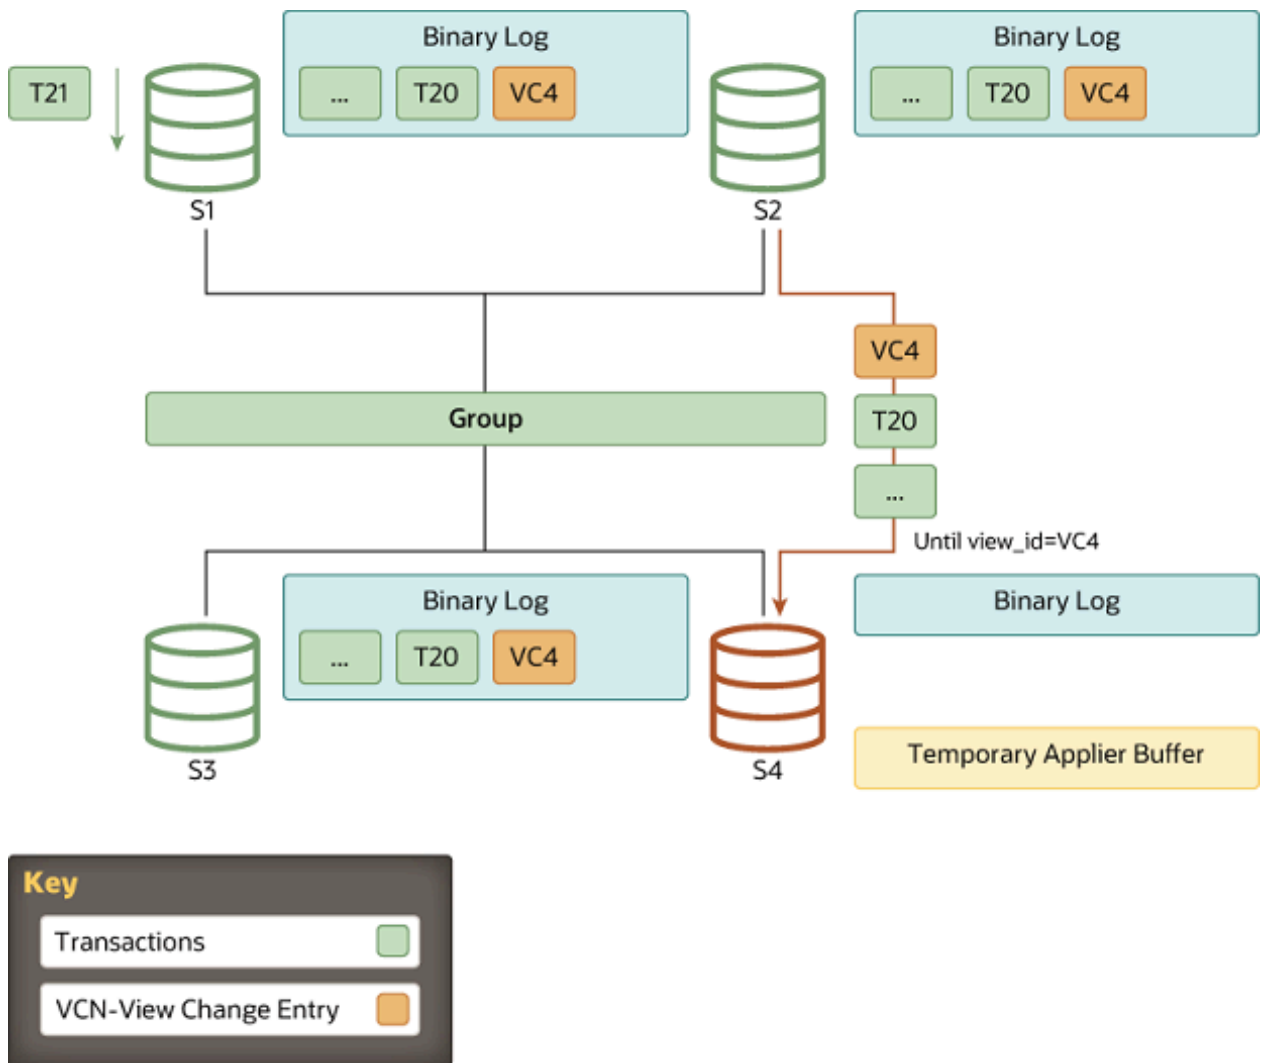 Binary Log
Binary Log
T21
...
T20
VC4
...
T20
VC4
S1
S2
VC4
Group
T20
...
Until view_id=VC4
Binary Log
Binary Log
...
T20
VC4
Temporary Applier Buffer
S3
S4
Key
Transactions
VCN-View Change Entry